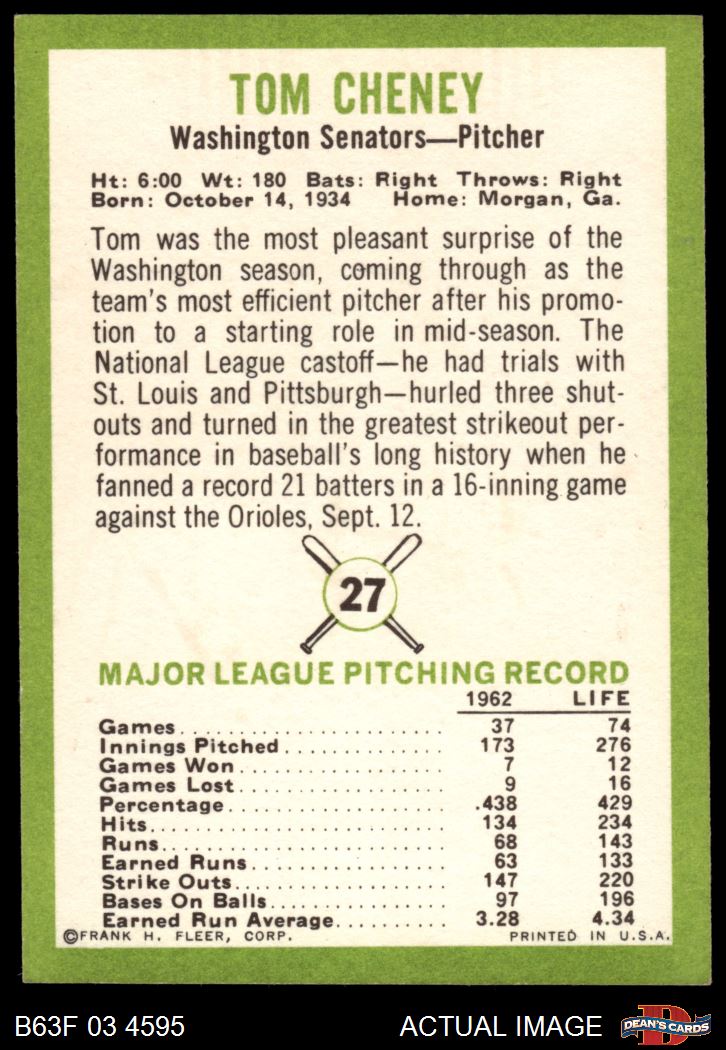 TOM CHENEY
Washington Senators—Pitcher
Ht: 6:00 Wt: 180 Bats: Right Throws: Right
Born: October 14, 1934 Home: Morgan, Ga.
Tom was the most pleasant surprise of the
Washington season, coming through as the
team's most efficient pitcher after his promo-
tion to a starting role in mid-season. The
National League castoff—he had trials with
St. Louis and Pittsburgh—hurled three shut-
outs and turned in the greatest strikeout per-
formance in baseball's long history when he
fanned a record 21 batters in a 16-inning game
against the Orioles, Sept. 12.
27
MAJOR LEAGUE PITCHING RECORD
1962 LIFE
Games 37 74
Innings Pitched 173 276
Games Won 7 12
Games Lost 9 16
Percentage .438 429
Hits 134 234
Runs 68 143
Earned Runs 63 133
Strike Outs 147 220
Bases On Balls 97 196
Earned Run Average 3.28 4.34
©FRANK H. FLEER, CORP. PRINTED IN U.S.A.
B63F 03 4595 ACTUAL IMAGE D DEAN'S CARDS